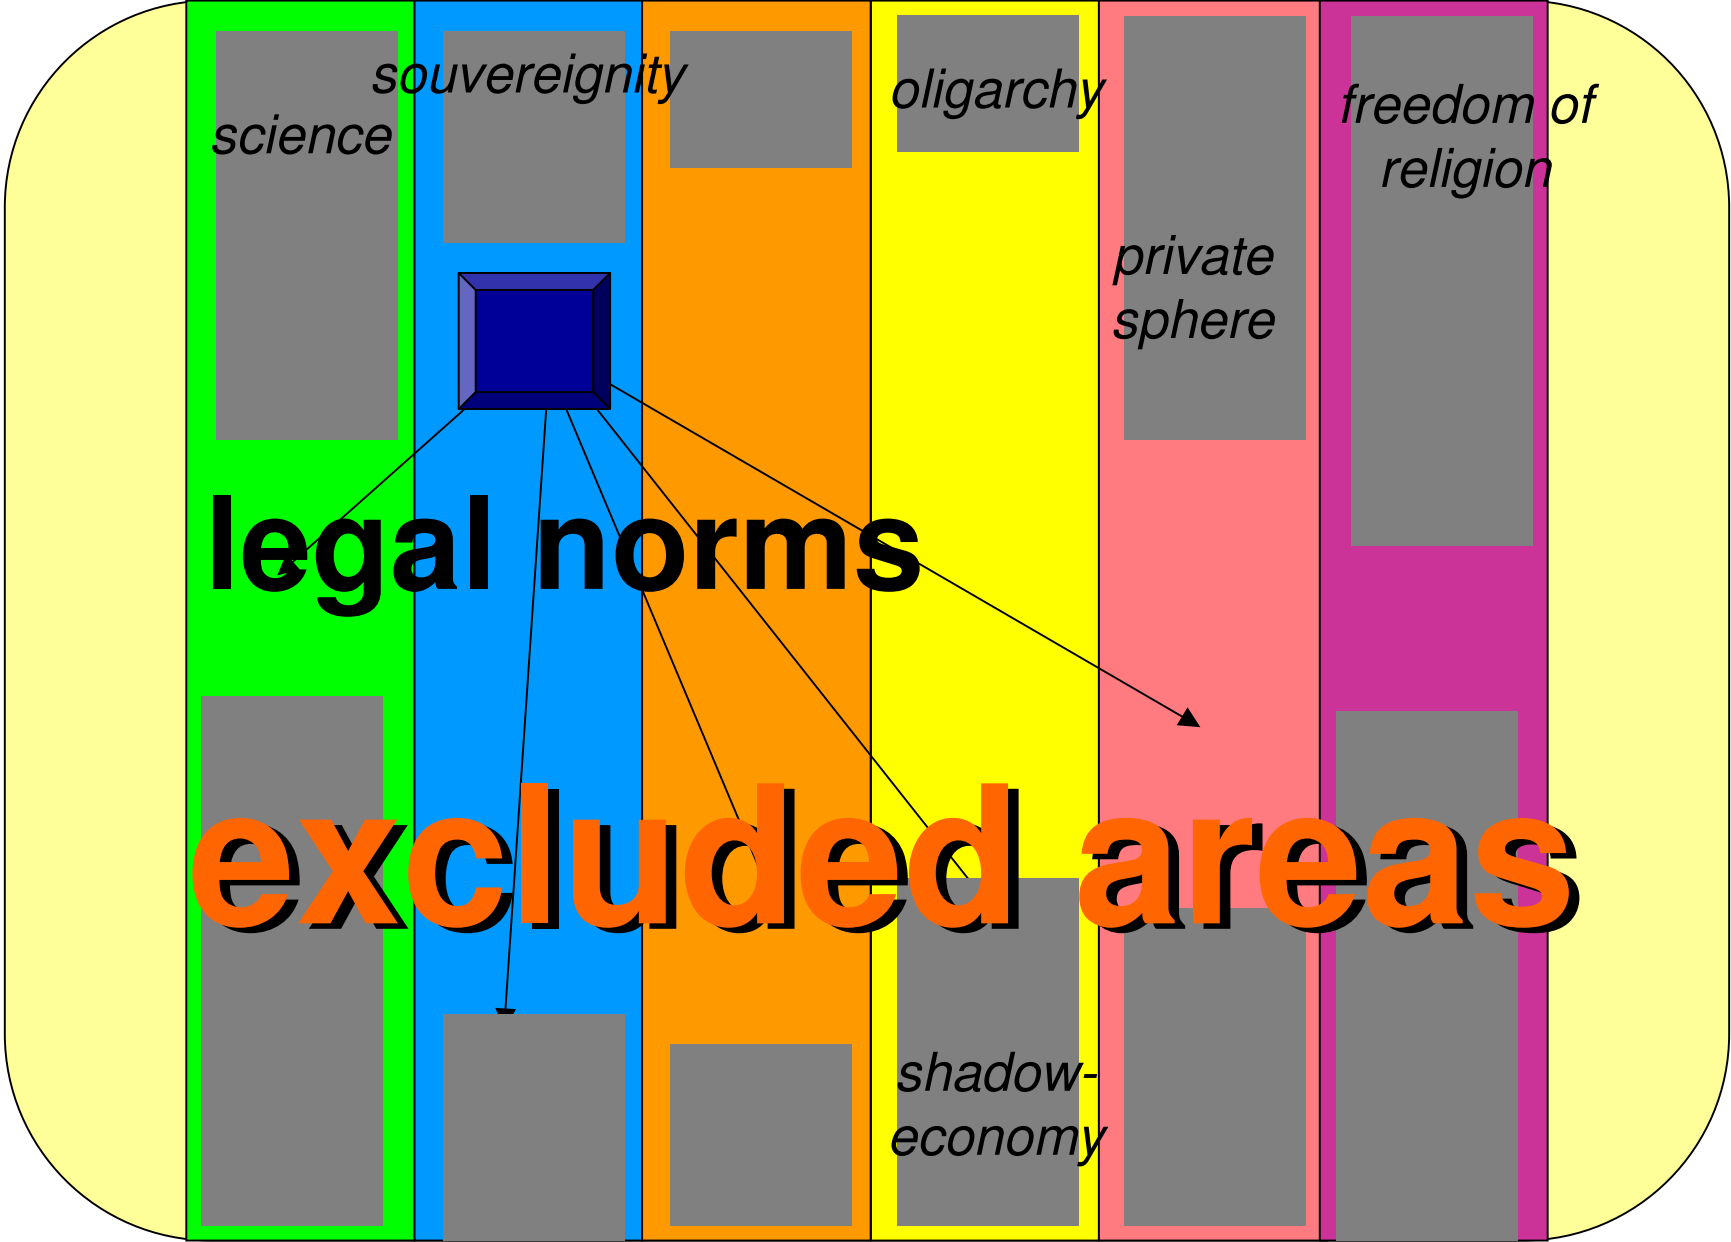 souvereignity
science
oligarchy
freedom of
religion
private
sphere
legal norms
excluded areas
shadow-
economy